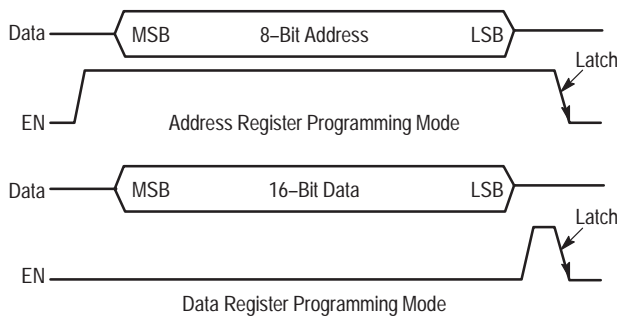 Data MSB 8–Bit Address LSB
Latch
EN Address Register Programming Mode
Data MSB 16–Bit Data LSB
Latch
EN
Data Register Programming Mode